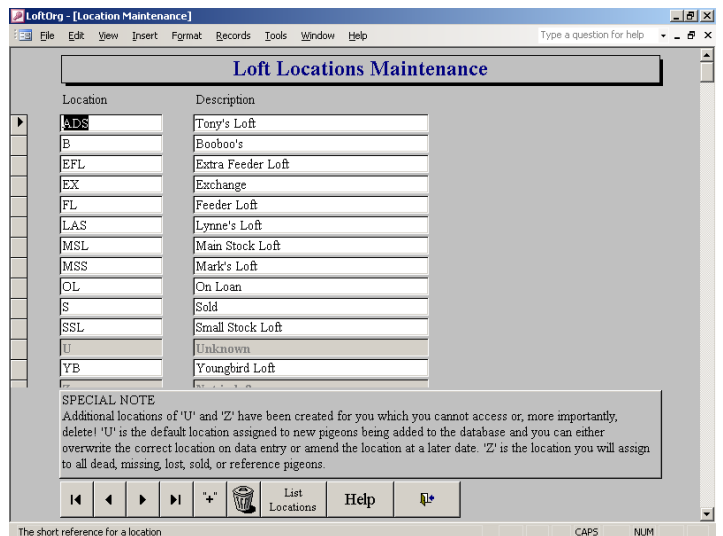 LoftOrg - [Location Maintenance]
File Edit View Insert Format Records Tools Window Help Type a question for help
Loft Locations Maintenance
Location Description
ADS Tony's Loft
B Booboo's
EFL Extra Feeder Loft
EX Exchange
FL Feeder Loft
LAS Lynne's Loft
MSL Main Stock Loft
MSS Mark's Loft
OL On Loan
S Sold
SSL Small Stock Loft
U Unknown
YB Youngbird Loft
SPECIAL NOTE
Additional locations of 'U' and 'Z' have been created for you which you cannot access or, more importantly,
delete! 'U' is the default location assigned to new pigeons being added to the database and you can either
overwrite the correct location on data entry or amend the location at a later date. 'Z' is the location you will assign
to all dead, missing, lost, sold, or reference pigeons.
"+" List Locations Help
The short reference for a location CAPS NUM